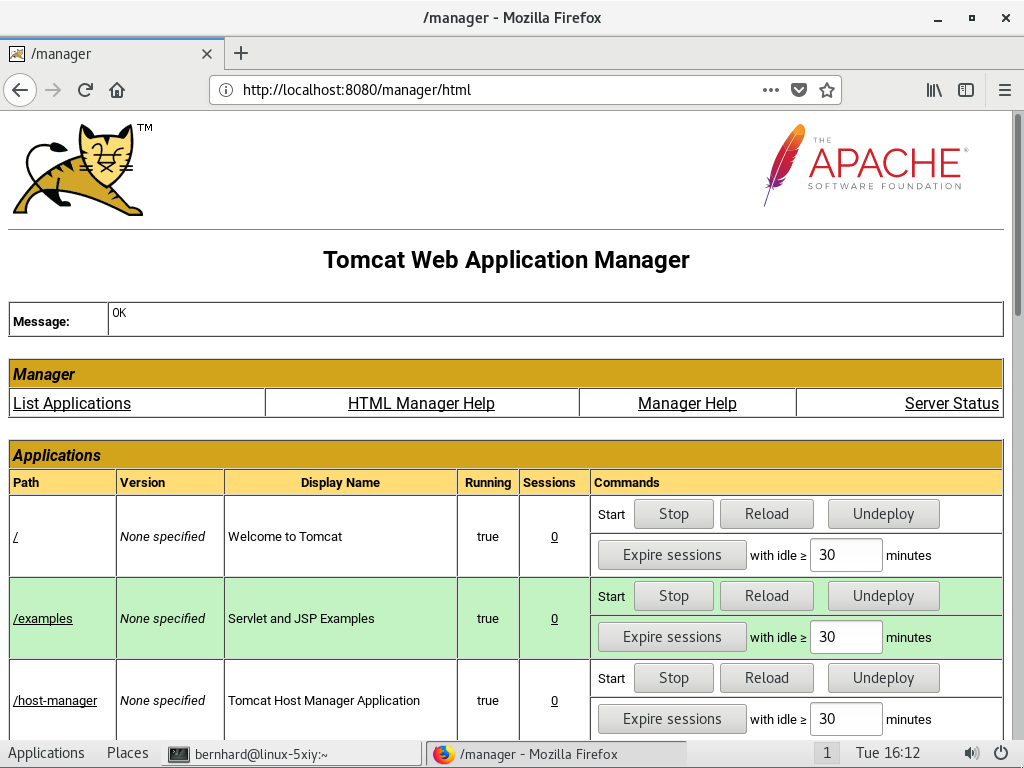 /manager - Mozilla Firefox
/manager
http://localhost:8080/manager/html
TM
THE
APACHE®
SOFTWARE FOUNDATION
Tomcat Web Application Manager
Message: OK
Manager
List Applications HTML Manager Help Manager Help Server Status
Applications
Path Version Display Name Running Sessions Commands
Start Stop Reload Undeploy
/ None specified Welcome to Tomcat true 0
Expire sessions with idle ≥ 30 minutes
Start Stop Reload Undeploy
/examples None specified Servlet and JSP Examples true 0
Expire sessions with idle ≥ 30 minutes
Start Stop Reload Undeploy
/host-manager None specified Tomcat Host Manager Application true 0
Expire sessions with idle ≥ 30 minutes
Applications Places bernhard@linux-5xiy:~ /manager - Mozilla Firefox 1 Tue 16:12